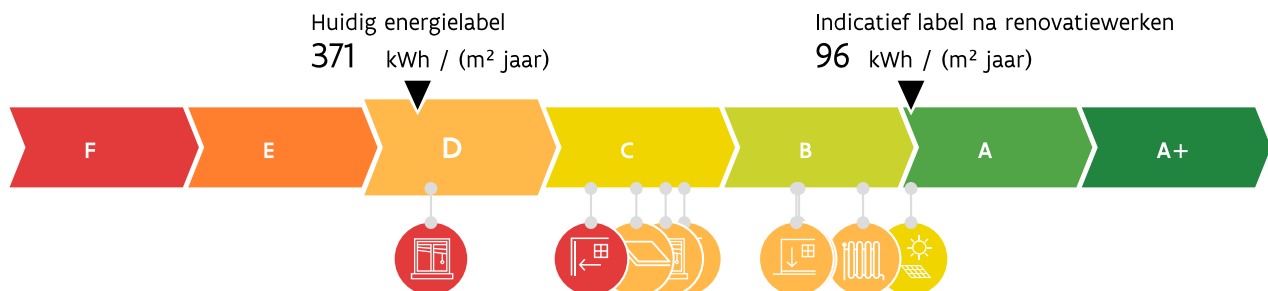 Huidig energielabel
371 kWh / (m² jaar)
Indicatief label na renovatiewerken
96 kWh / (m² jaar)
F E D C B A A+